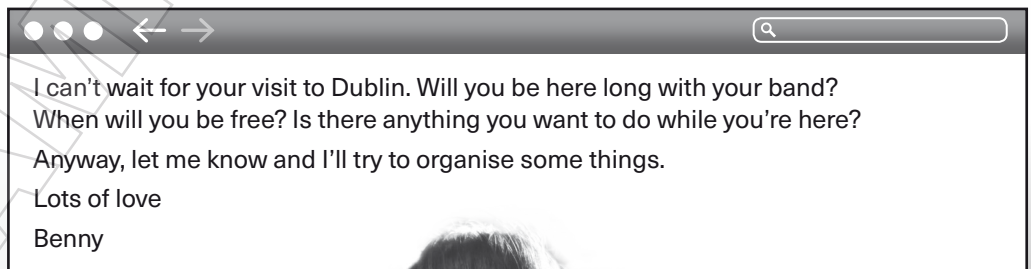 I can't wait for your visit to Dublin. Will you be here long with your band?
When will you be free? Is there anything you want to do while you're here?
Anyway, let me know and I'll try to organise some things.
Lots of love
Benny